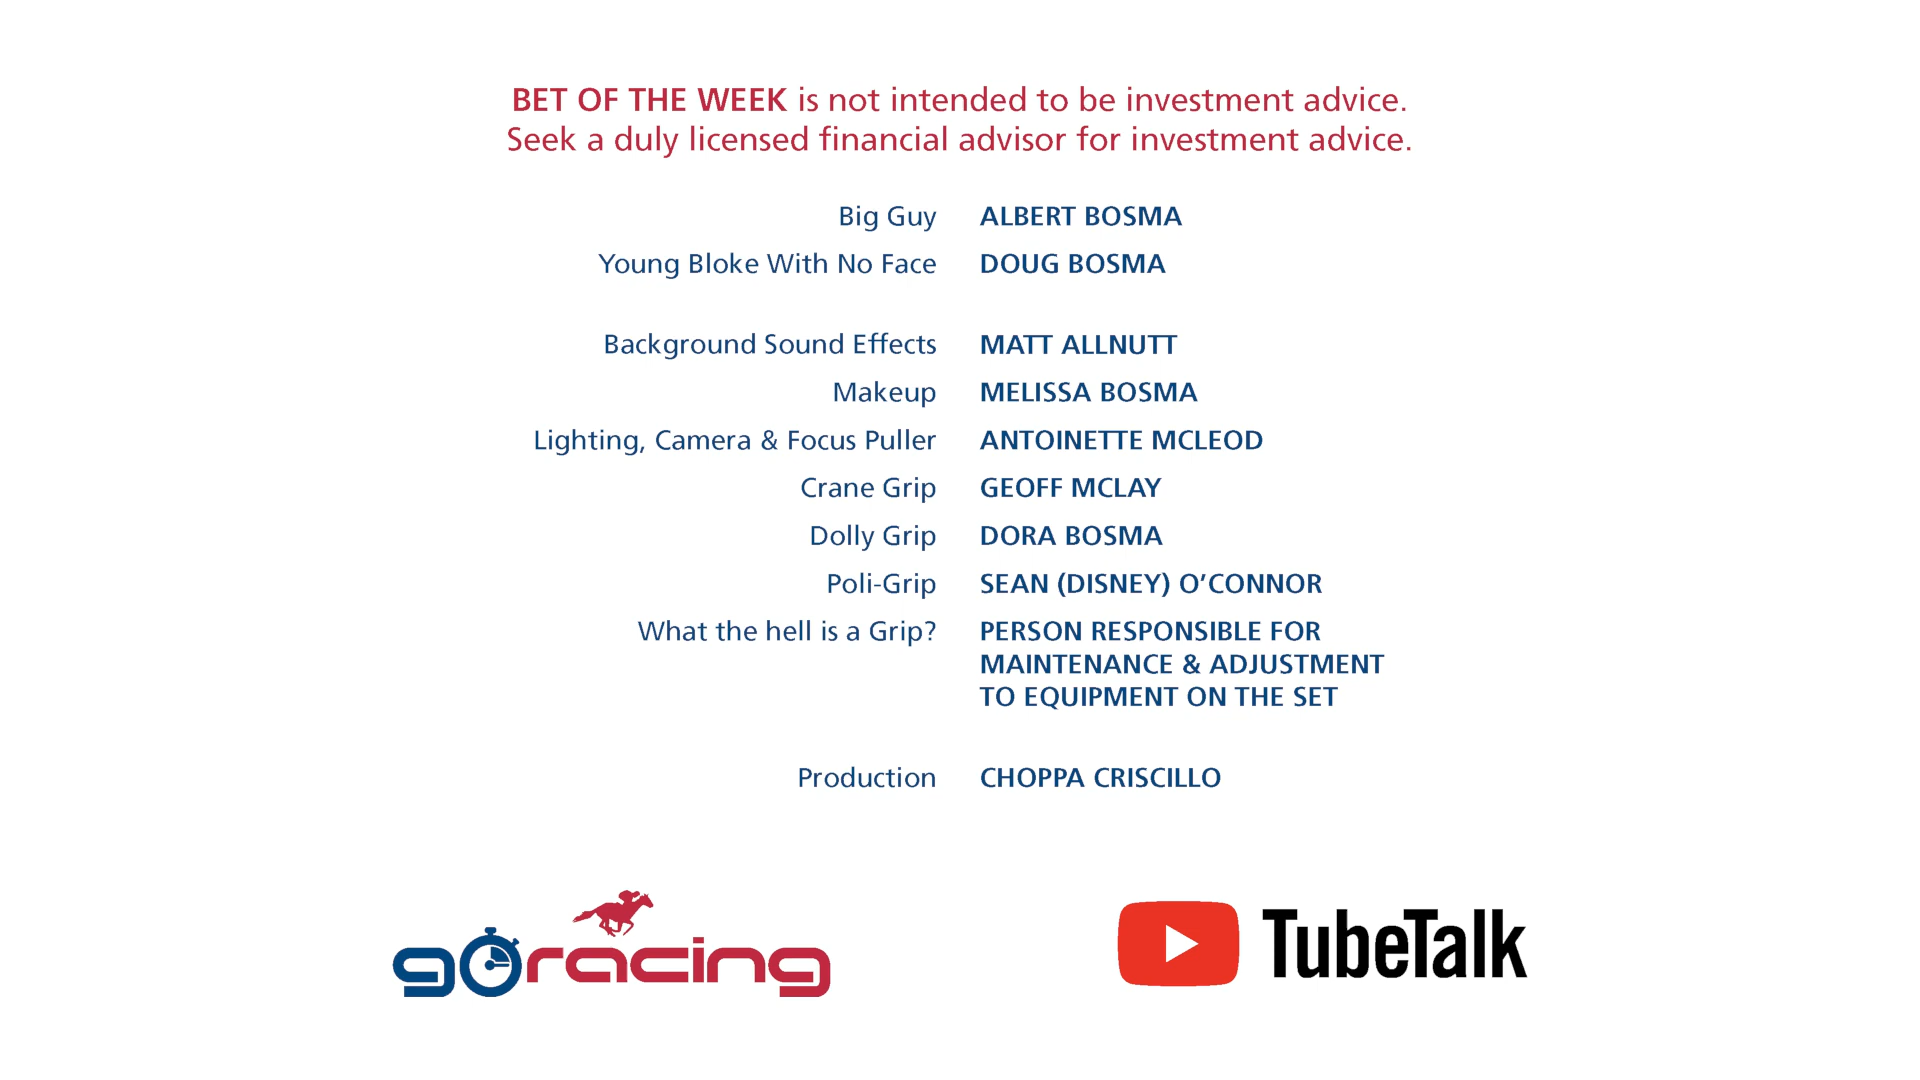 BET OF THE WEEK is not intended to be investment advice.
Seek a duly licensed financial advisor for investment advice.
Big Guy ALBERT BOSMA
Young Bloke With No Face DOUG BOSMA
Background Sound Effects MATT ALLNUTT
Makeup MELISSA BOSMA
Lighting, Camera & Focus Puller ANTOINETTE MCLEOD
Crane Grip GEOFF MCLAY
Dolly Grip DORA BOSMA
Poli-Grip SEAN (DISNEY) O’CONNOR
What the hell is a Grip? PERSON RESPONSIBLE FOR
MAINTENANCE & ADJUSTMENT
TO EQUIPMENT ON THE SET
Production CHOPPA CRISCILLO
goracing
TubeTalk